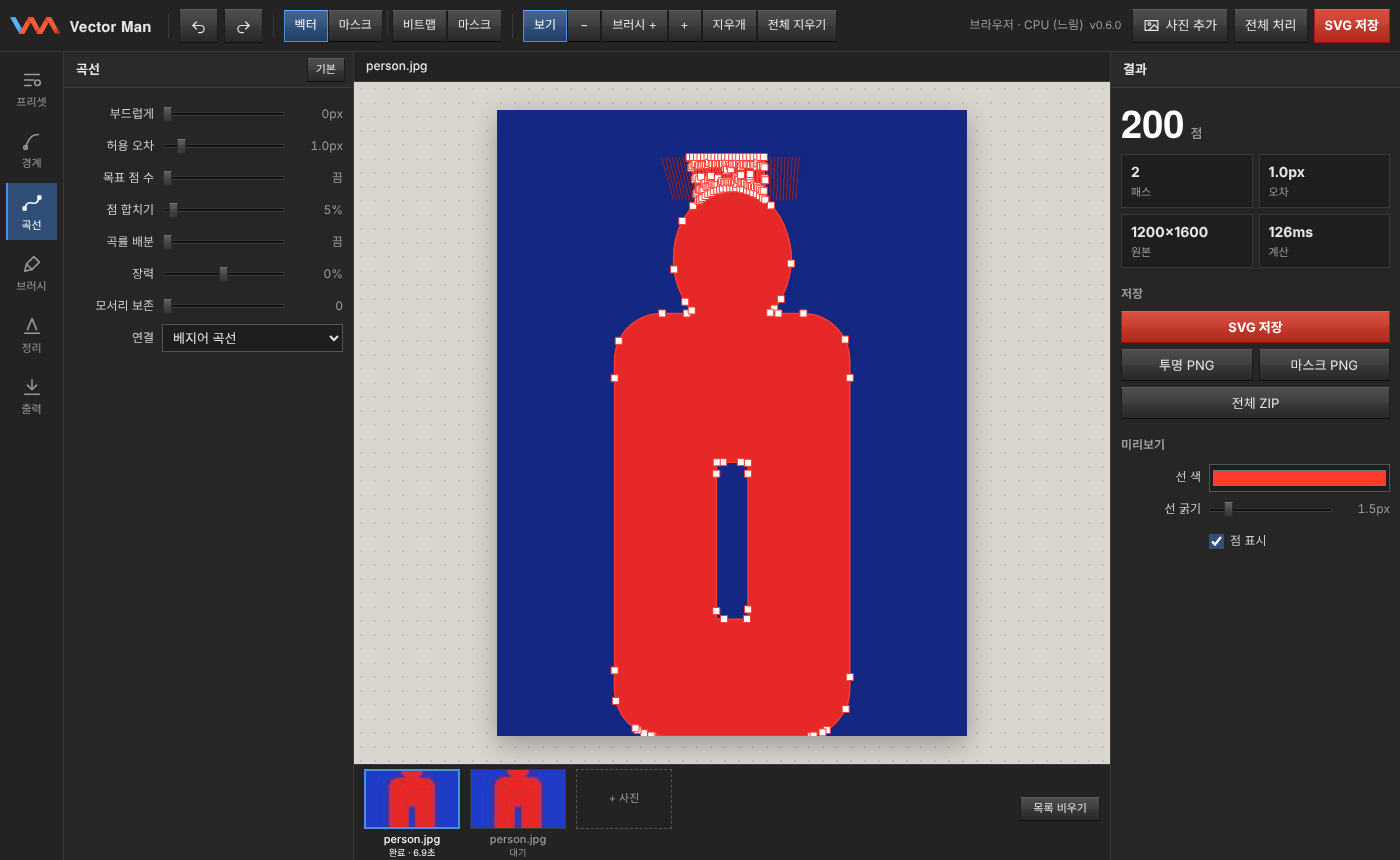 Vector Man
벡터 마스크 비트맵 마스크 보기 − 브러시 + + 지우개 전체 지우기
브라우저 · CPU (느림) v0.6.0
사진 추가 전체 처리 SVG 저장
프리셋
경계
곡선
브러시
정리
출력
곡선 기본
부드럽게 0px
허용 오차 1.0px
목표 점 수 끔
점 합치기 5%
곡률 배분 끔
장력 0%
모서리 보존 0
연결 베지어 곡선
person.jpg
person.jpg
완료 · 6.9초
person.jpg
대기
+ 사진
목록 비우기
결과
200 점
2
패스
1.0px
오차
1200×1600
원본
126ms
계산
저장
SVG 저장
투명 PNG 마스크 PNG
전체 ZIP
미리보기
선 색
선 굵기 1.5px
점 표시